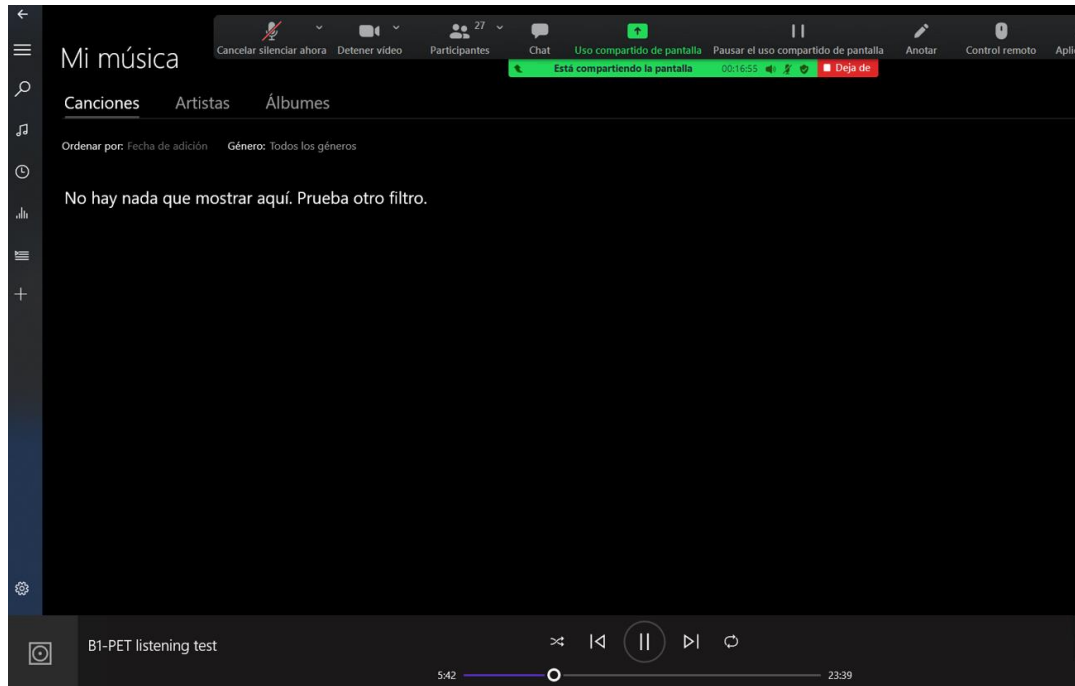 27
Cancelar silenciar ahora Detener vídeo Participantes Chat Uso compartido de pantalla Pausar el uso compartido de pantalla Anotar Control remoto Apli
Mi música
Está compartiendo la pantalla 00:16:55 Deja de
Canciones Artistas Álbumes
Ordenar por: Fecha de adición Género: Todos los géneros
No hay nada que mostrar aquí. Prueba otro filtro.
B1-PET listening test
5:42 23:39